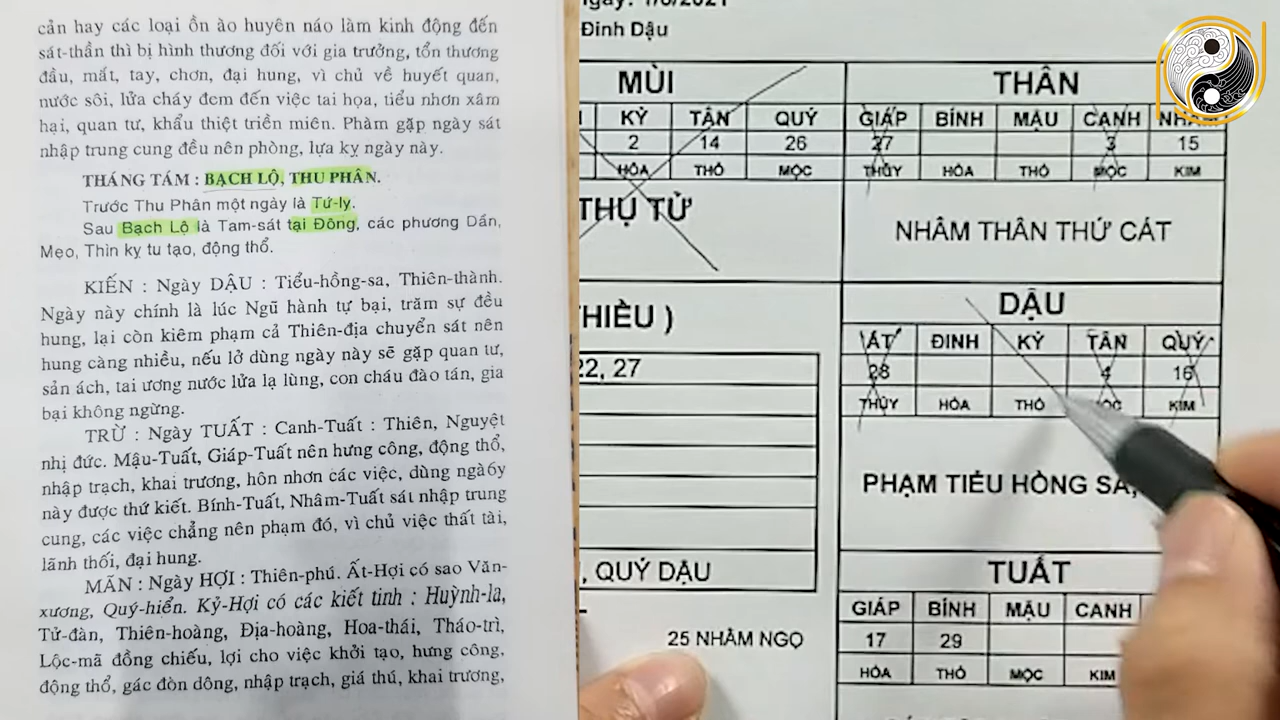 cản hay các loại ồn ào huyên náo làm kinh động đến
sát-thần thì bị hình thương đối với gia trưởng, tổn thương
đầu, mắt, tay, chơn, đại hung, vì chủ về huyết quan,
nước sôi, lửa cháy đem đến việc tai họa, tiểu nhơn xâm
hại, quan tư, khẩu thiệt triền miên. Phàm gặp ngày sát
nhập trung cung đều nên phòng, lựa kỵ ngày này.
THÁNG TÁM : BẠCH LỘ, THU PHÂN.
Trước Thu Phân một ngày là Tứ-ly.
Sau Bạch Lộ là Tam-sát tại Đông, các phương Dần,
Mẹo, Thìn kỵ tu tạo, động thổ.
KIẾN : Ngày DẬU : Tiểu-hồng-sa, Thiên-thành.
Ngày này chính là lúc Ngũ hành tự bại, trăm sự đều
hung, lại còn kiêm phạm cả Thiên-địa chuyển sát nên
hung càng nhiều, nếu lở dùng ngày này sẽ gặp quan tư,
sản ách, tai ương nước lửa lạ lùng, con cháu đào tán, gia
bại không ngừng.
TRỪ : Ngày TUẤT : Canh-Tuất : Thiên, Nguyệt
nhị đức. Mậu-Tuất, Giáp-Tuất nên hưng công, động thổ,
nhập trạch, khai trương, hôn nhơn các việc, dùng ngàбy
này được thứ kiết. Bính-Tuất, Nhâm-Tuất sát nhập trung
cung, các việc chẳng nên phạm đó, vì chủ việc thất tài,
lãnh thối, đại hung.
MÃN : Ngày HỢI : Thiên-phú. Ất-Hợi có sao Văn-
xương, Quý-hiển. Kỷ-Hợi có các kiết tinh : Huỳnh-la,
Tử-đàn, Thiên-hoàng, Địa-hoàng, Hoa-thái, Tháo-trì,
Lộc-mã đồng chiếu, lợi cho việc khởi tạo, hưng công,
động thổ, gác đòn dông, nhập trạch, giá thú, khai trương,
Đinh Dậu
MÙI
KỶ TÂN QUÝ
2 14 26
HỎA THỔ MỘC
THỤ TỬ
THÂN
GIÁP BÍNH MẬU CANH NHÂM
27 3 15
THỦY HỎA THỔ MỘC KIM
NHÂM THÂN THỨ CÁT
THIỀU )
22, 27
, QUÝ DẬU
25 NHÂM NGỌ
DẬU
ẤT ĐINH KỶ TÂN QUÝ
28 4 16
THỦY HỎA THỔ MỘC KIM
PHẠM TIỂU HỒNG SA,
TUẤT
GIÁP BÍNH MẬU CANH
17 29
HỎA THỔ MỘC KIM